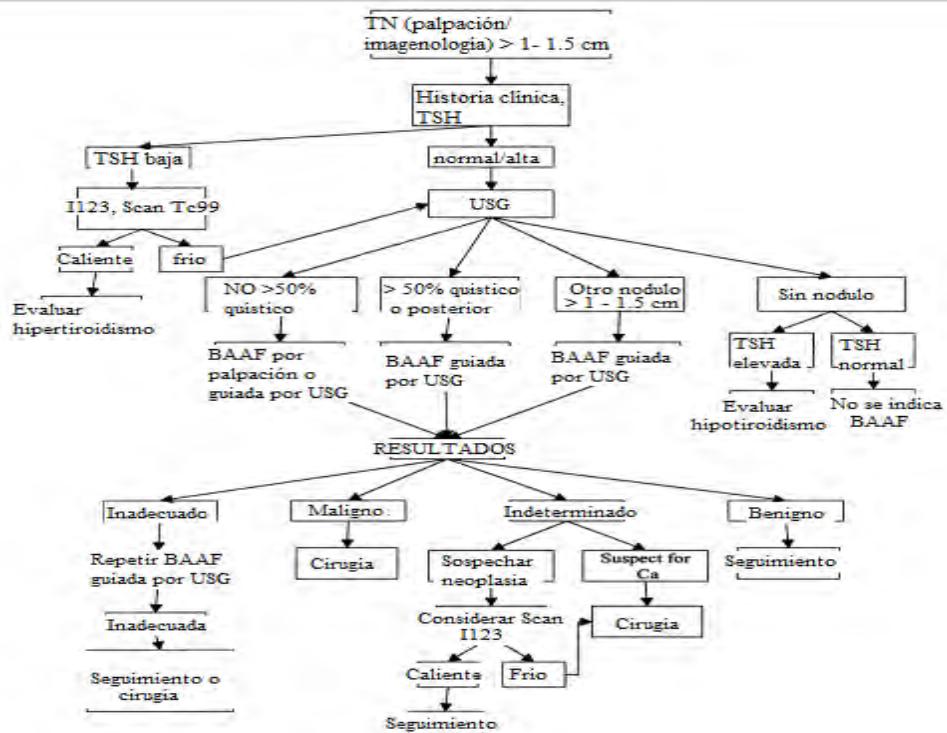 TN (palpación/
imagenología) > 1- 1.5 cm
Historia clínica,
TSH
TSH baja
normal/alta
I123, Scan Tc99
USG
Caliente
frio
Evaluar
hipertiroidismo
NO >50%
quistico
> 50% quistico
o posterior
Otro nodulo
> 1 - 1.5 cm
Sin nodulo
BAAF por
palpación o
guiada por USG
BAAF guiada
por USG
BAAF guiada
por USG
TSH
elevada
TSH
normal
Evaluar
hipotiroidismo
No se indica
BAAF
RESULTADOS
Inadecuado
Maligno
Indeterminado
Benigno
Repetir BAAF
guiada por USG
Cirugia
Sospechar
neoplasia
Suspect for
Ca
Seguimiento
Inadecuada
Considerar Scan
I123
Cirugia
Seguimiento o
cirugia
Caliente
Frio
Seguimiento